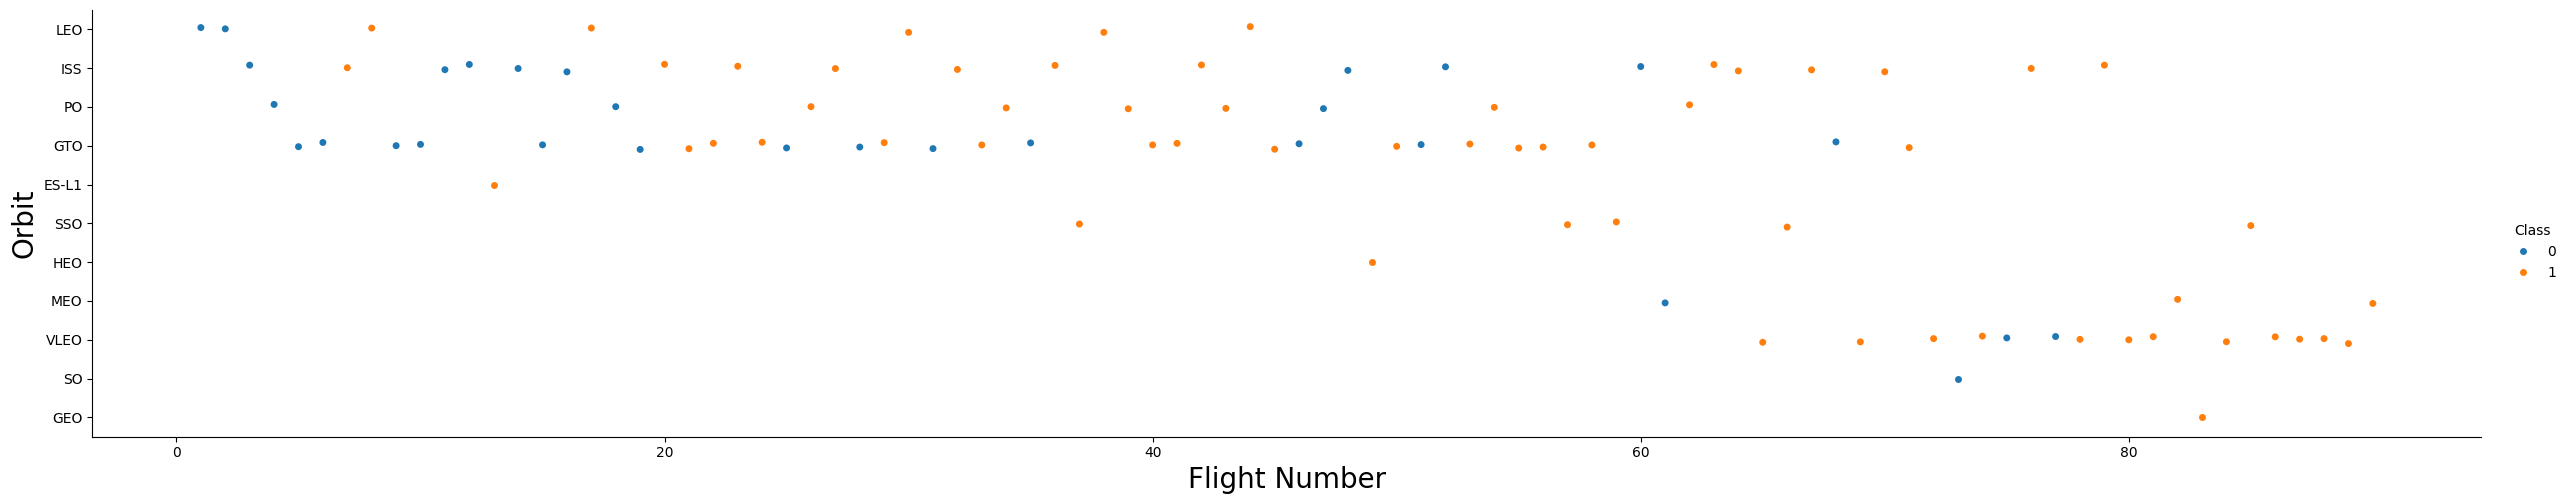 LEO
ISS
PO
GTO
ES-L1
SSO
HEO
MEO
VLEO
SO
GEO
Orbit
0 20 40 60 80
Flight Number
Class
0
1